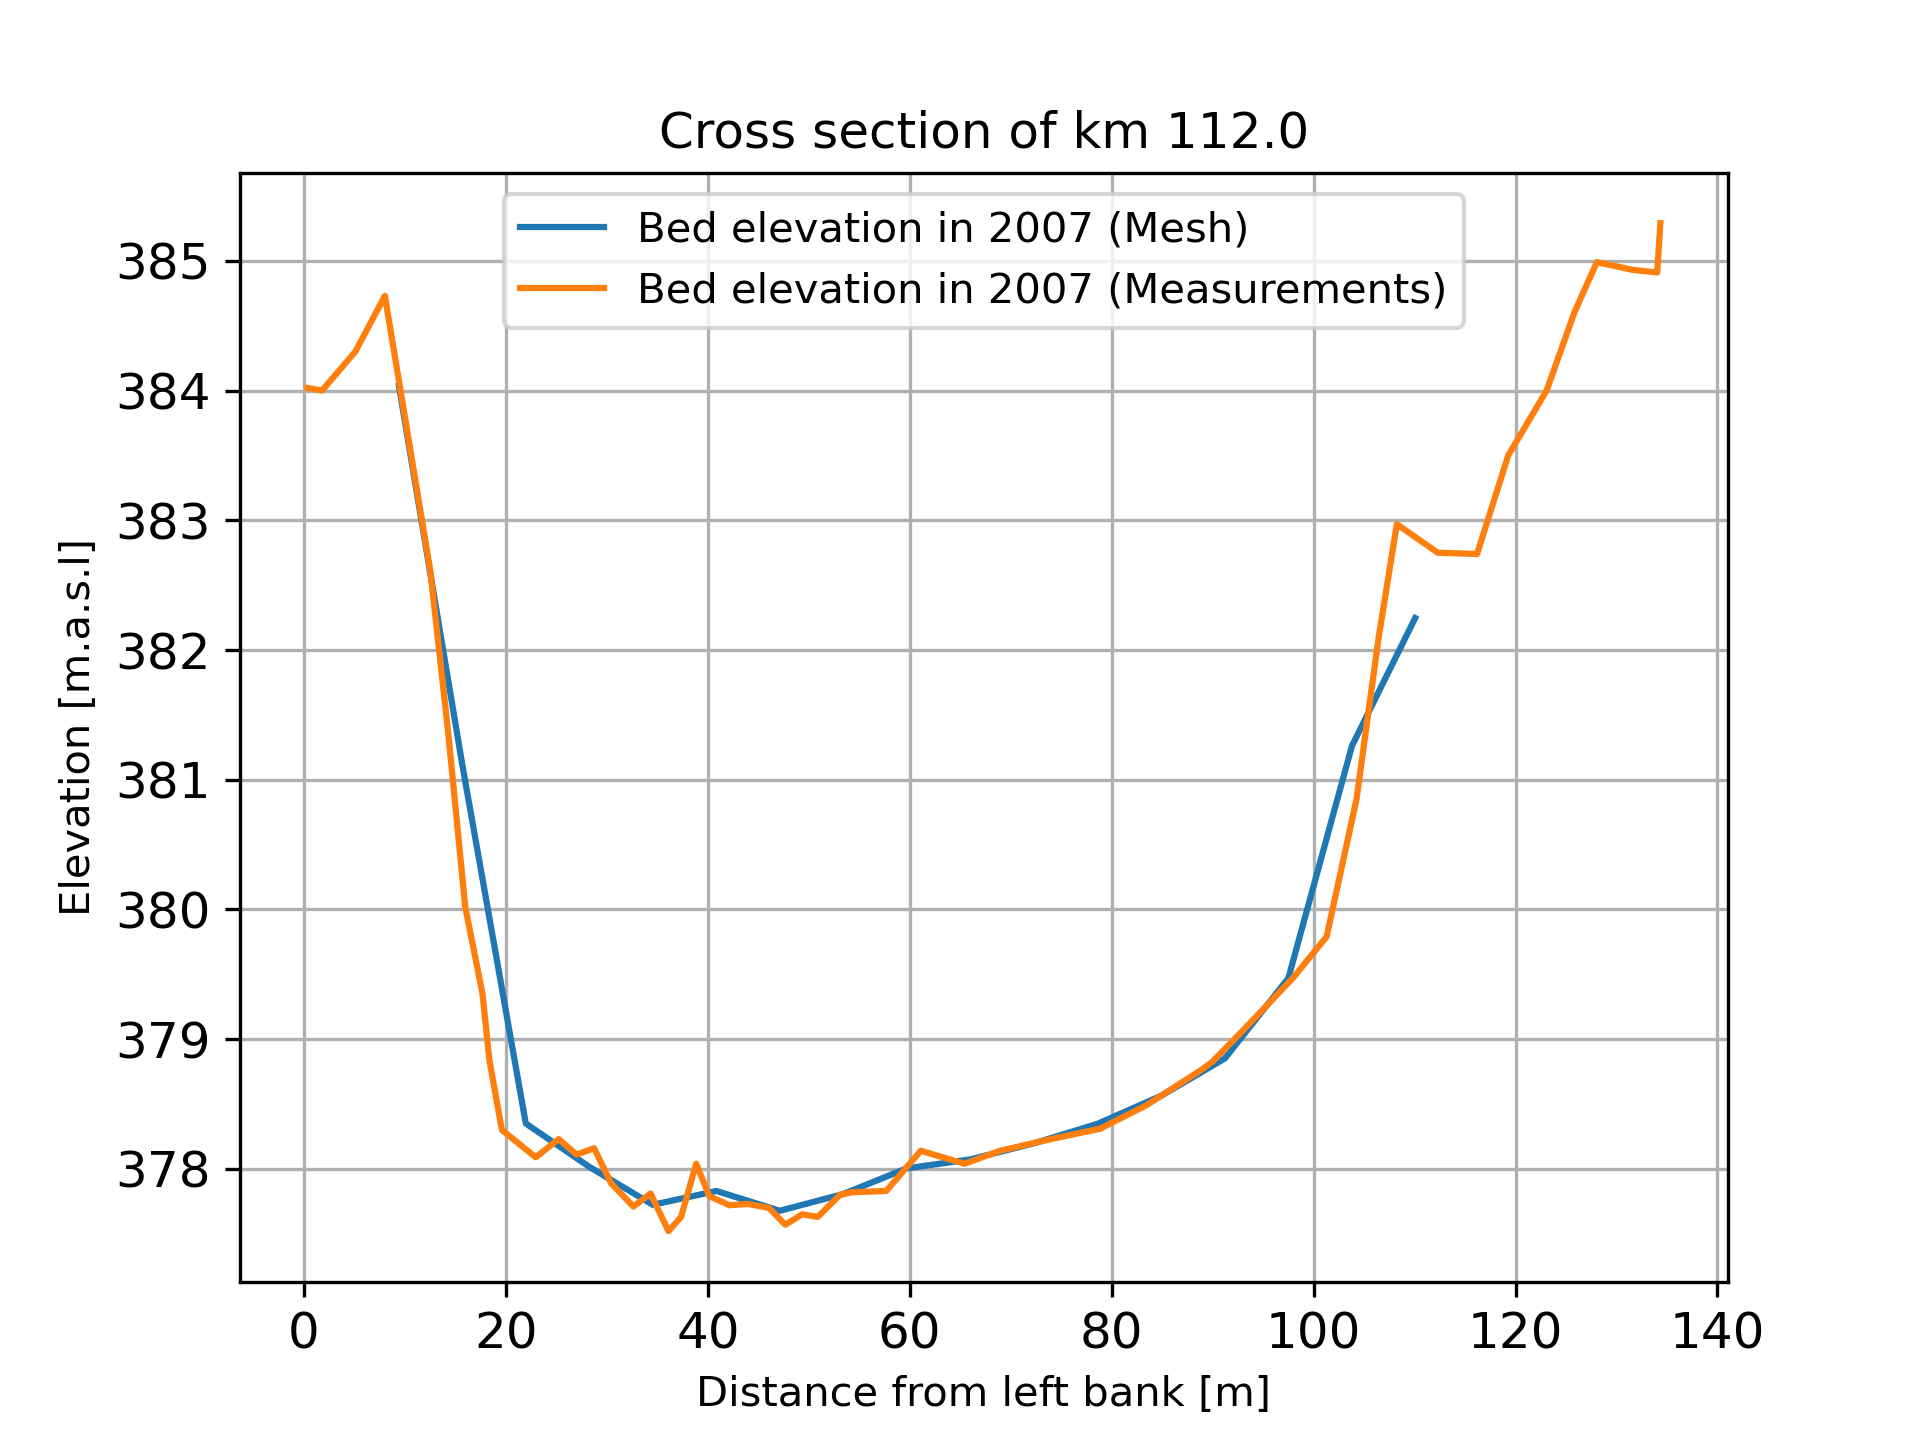 Cross section of km 112.0
Bed elevation in 2007 (Mesh)
Bed elevation in 2007 (Measurements)
385
384
383
382
381
380
379
378
Elevation [m.a.s.l]
0 20 40 60 80 100 120 140
Distance from left bank [m]